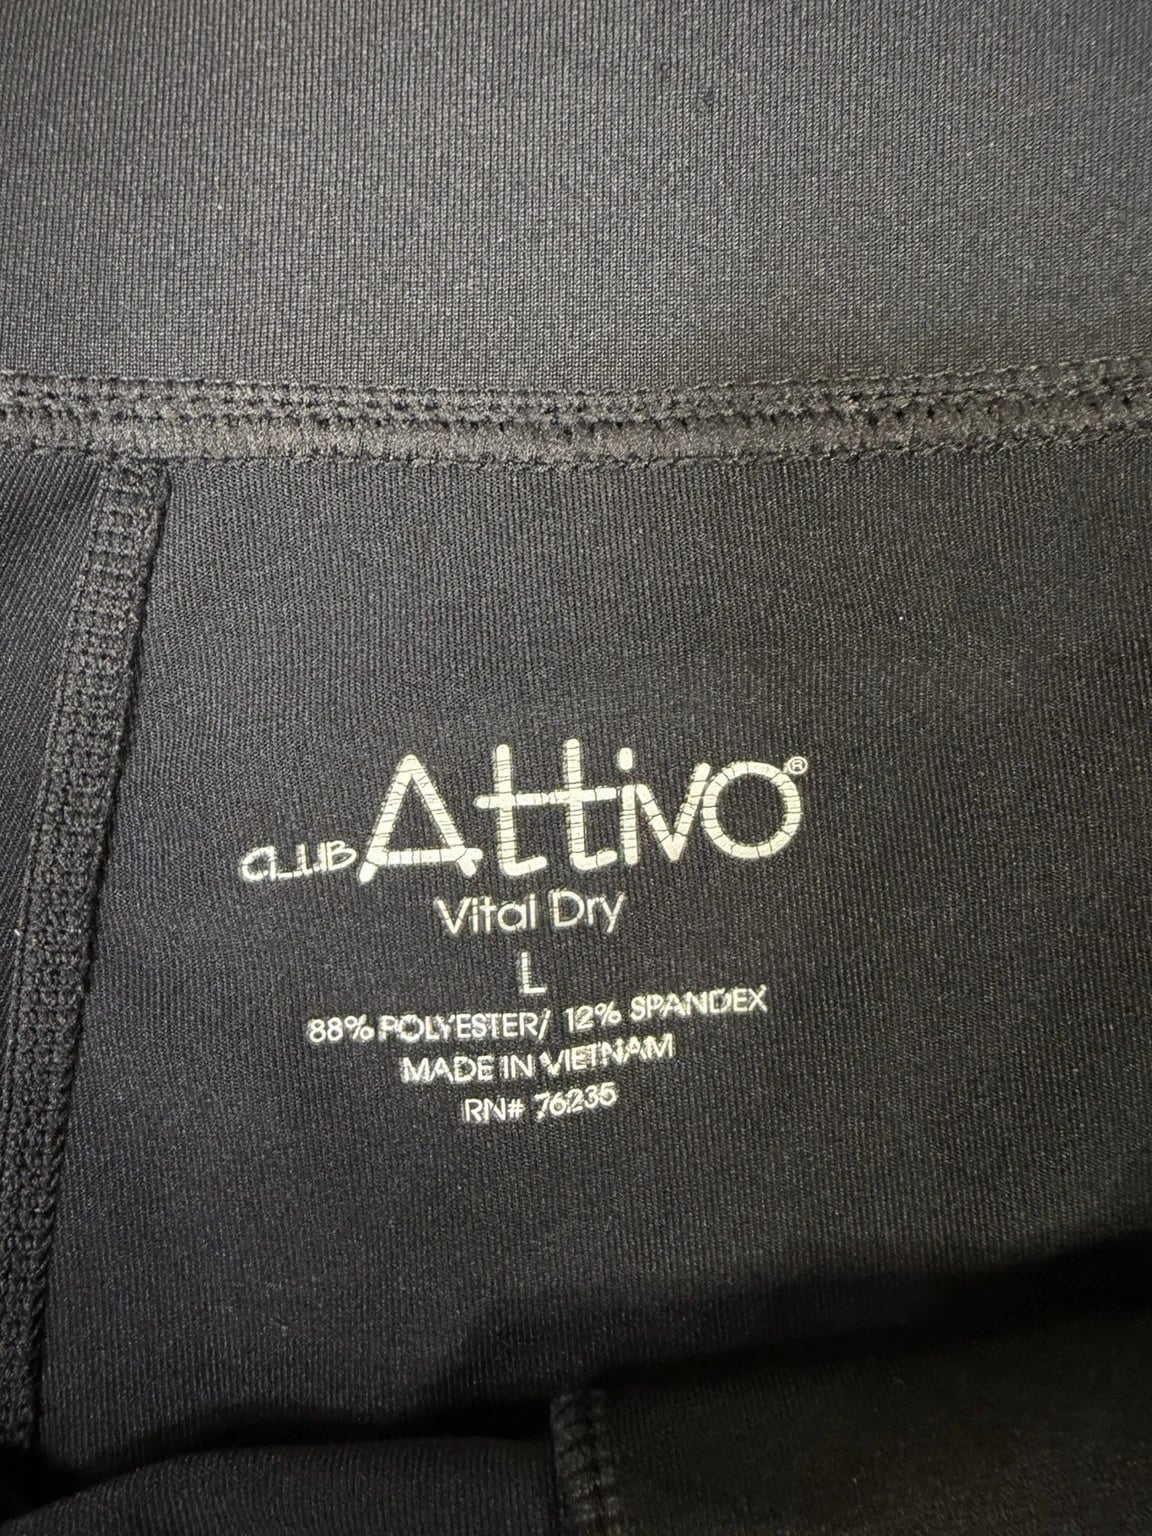 CLUB Attivo®
Vital Dry
L
88% POLYESTER/ 12% SPANDEX
MADE IN VIETNAM
RN# 76235